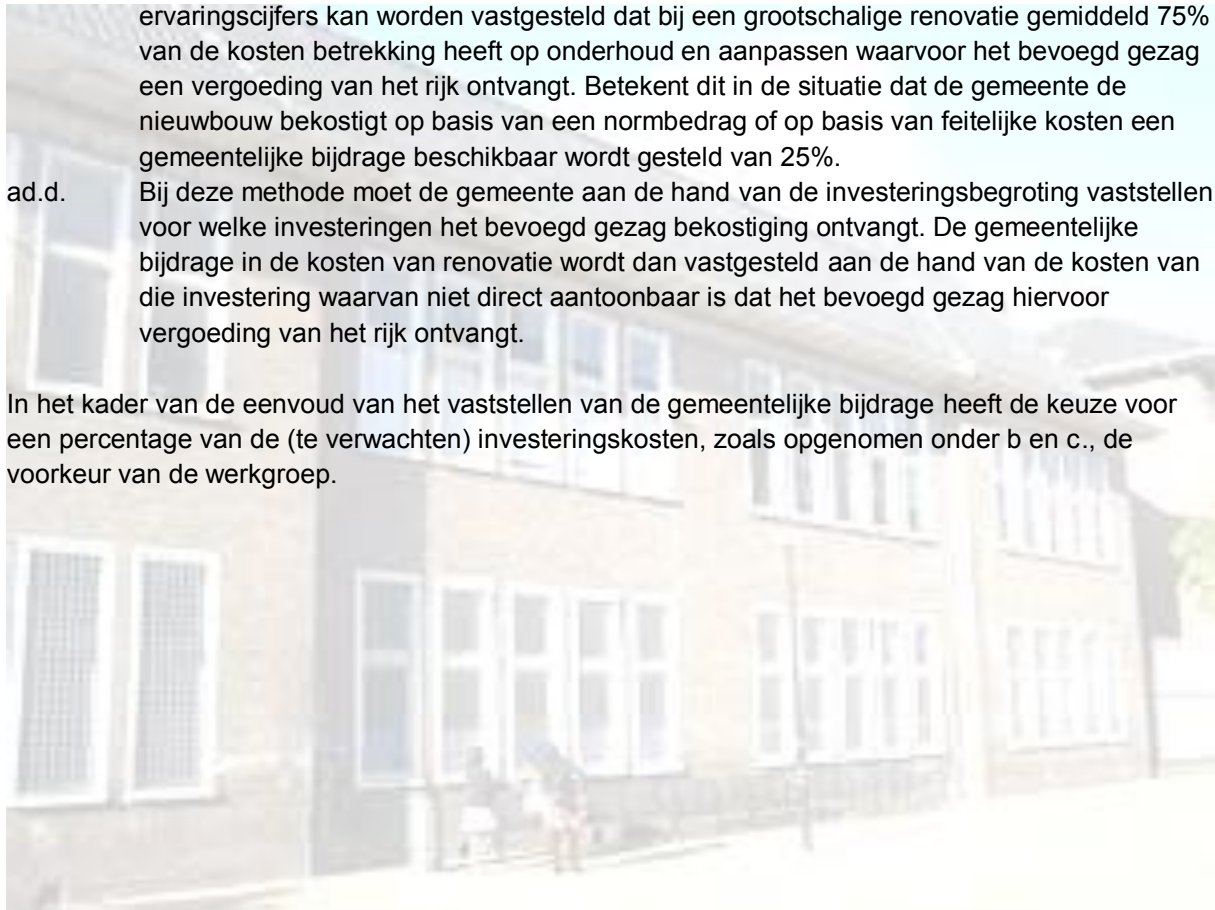 ervaringscijfers kan worden vastgesteld dat bij een grootschalige renovatie gemiddeld 75%
van de kosten betrekking heeft op onderhoud en aanpassen waarvoor het bevoegd gezag
een vergoeding van het rijk ontvangt. Betekent dit in de situatie dat de gemeente de
nieuwbouw bekostigt op basis van een normbedrag of op basis van feitelijke kosten een
gemeentelijke bijdrage beschikbaar wordt gesteld van 25%.
ad.d. Bij deze methode moet de gemeente aan de hand van de investeringsbegroting vaststellen
voor welke investeringen het bevoegd gezag bekostiging ontvangt. De gemeentelijke
bijdrage in de kosten van renovatie wordt dan vastgesteld aan de hand van de kosten van
die investering waarvan niet direct aantoonbaar is dat het bevoegd gezag hiervoor
vergoeding van het rijk ontvangt.
In het kader van de eenvoud van het vaststellen van de gemeentelijke bijdrage heeft de keuze voor
een percentage van de (te verwachten) investeringskosten, zoals opgenomen onder b en c., de
voorkeur van de werkgroep.